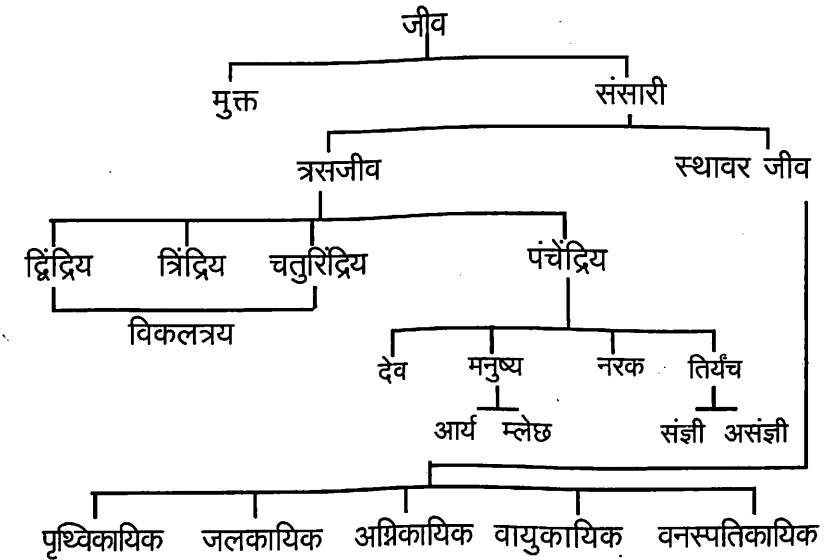 जीव
मुक्त संसारी
त्रसजीव स्थावर जीव
द्विंद्रिय त्रिंद्रिय चतुरिंद्रिय पंचेंद्रिय
विकलत्रय
देव मनुष्य नरक तिर्यंच
आर्य म्लेछ संज्ञी असंज्ञी
पृथ्विकायिक जलकायिक अग्निकायिक वायुकायिक वनस्पतिकायिक